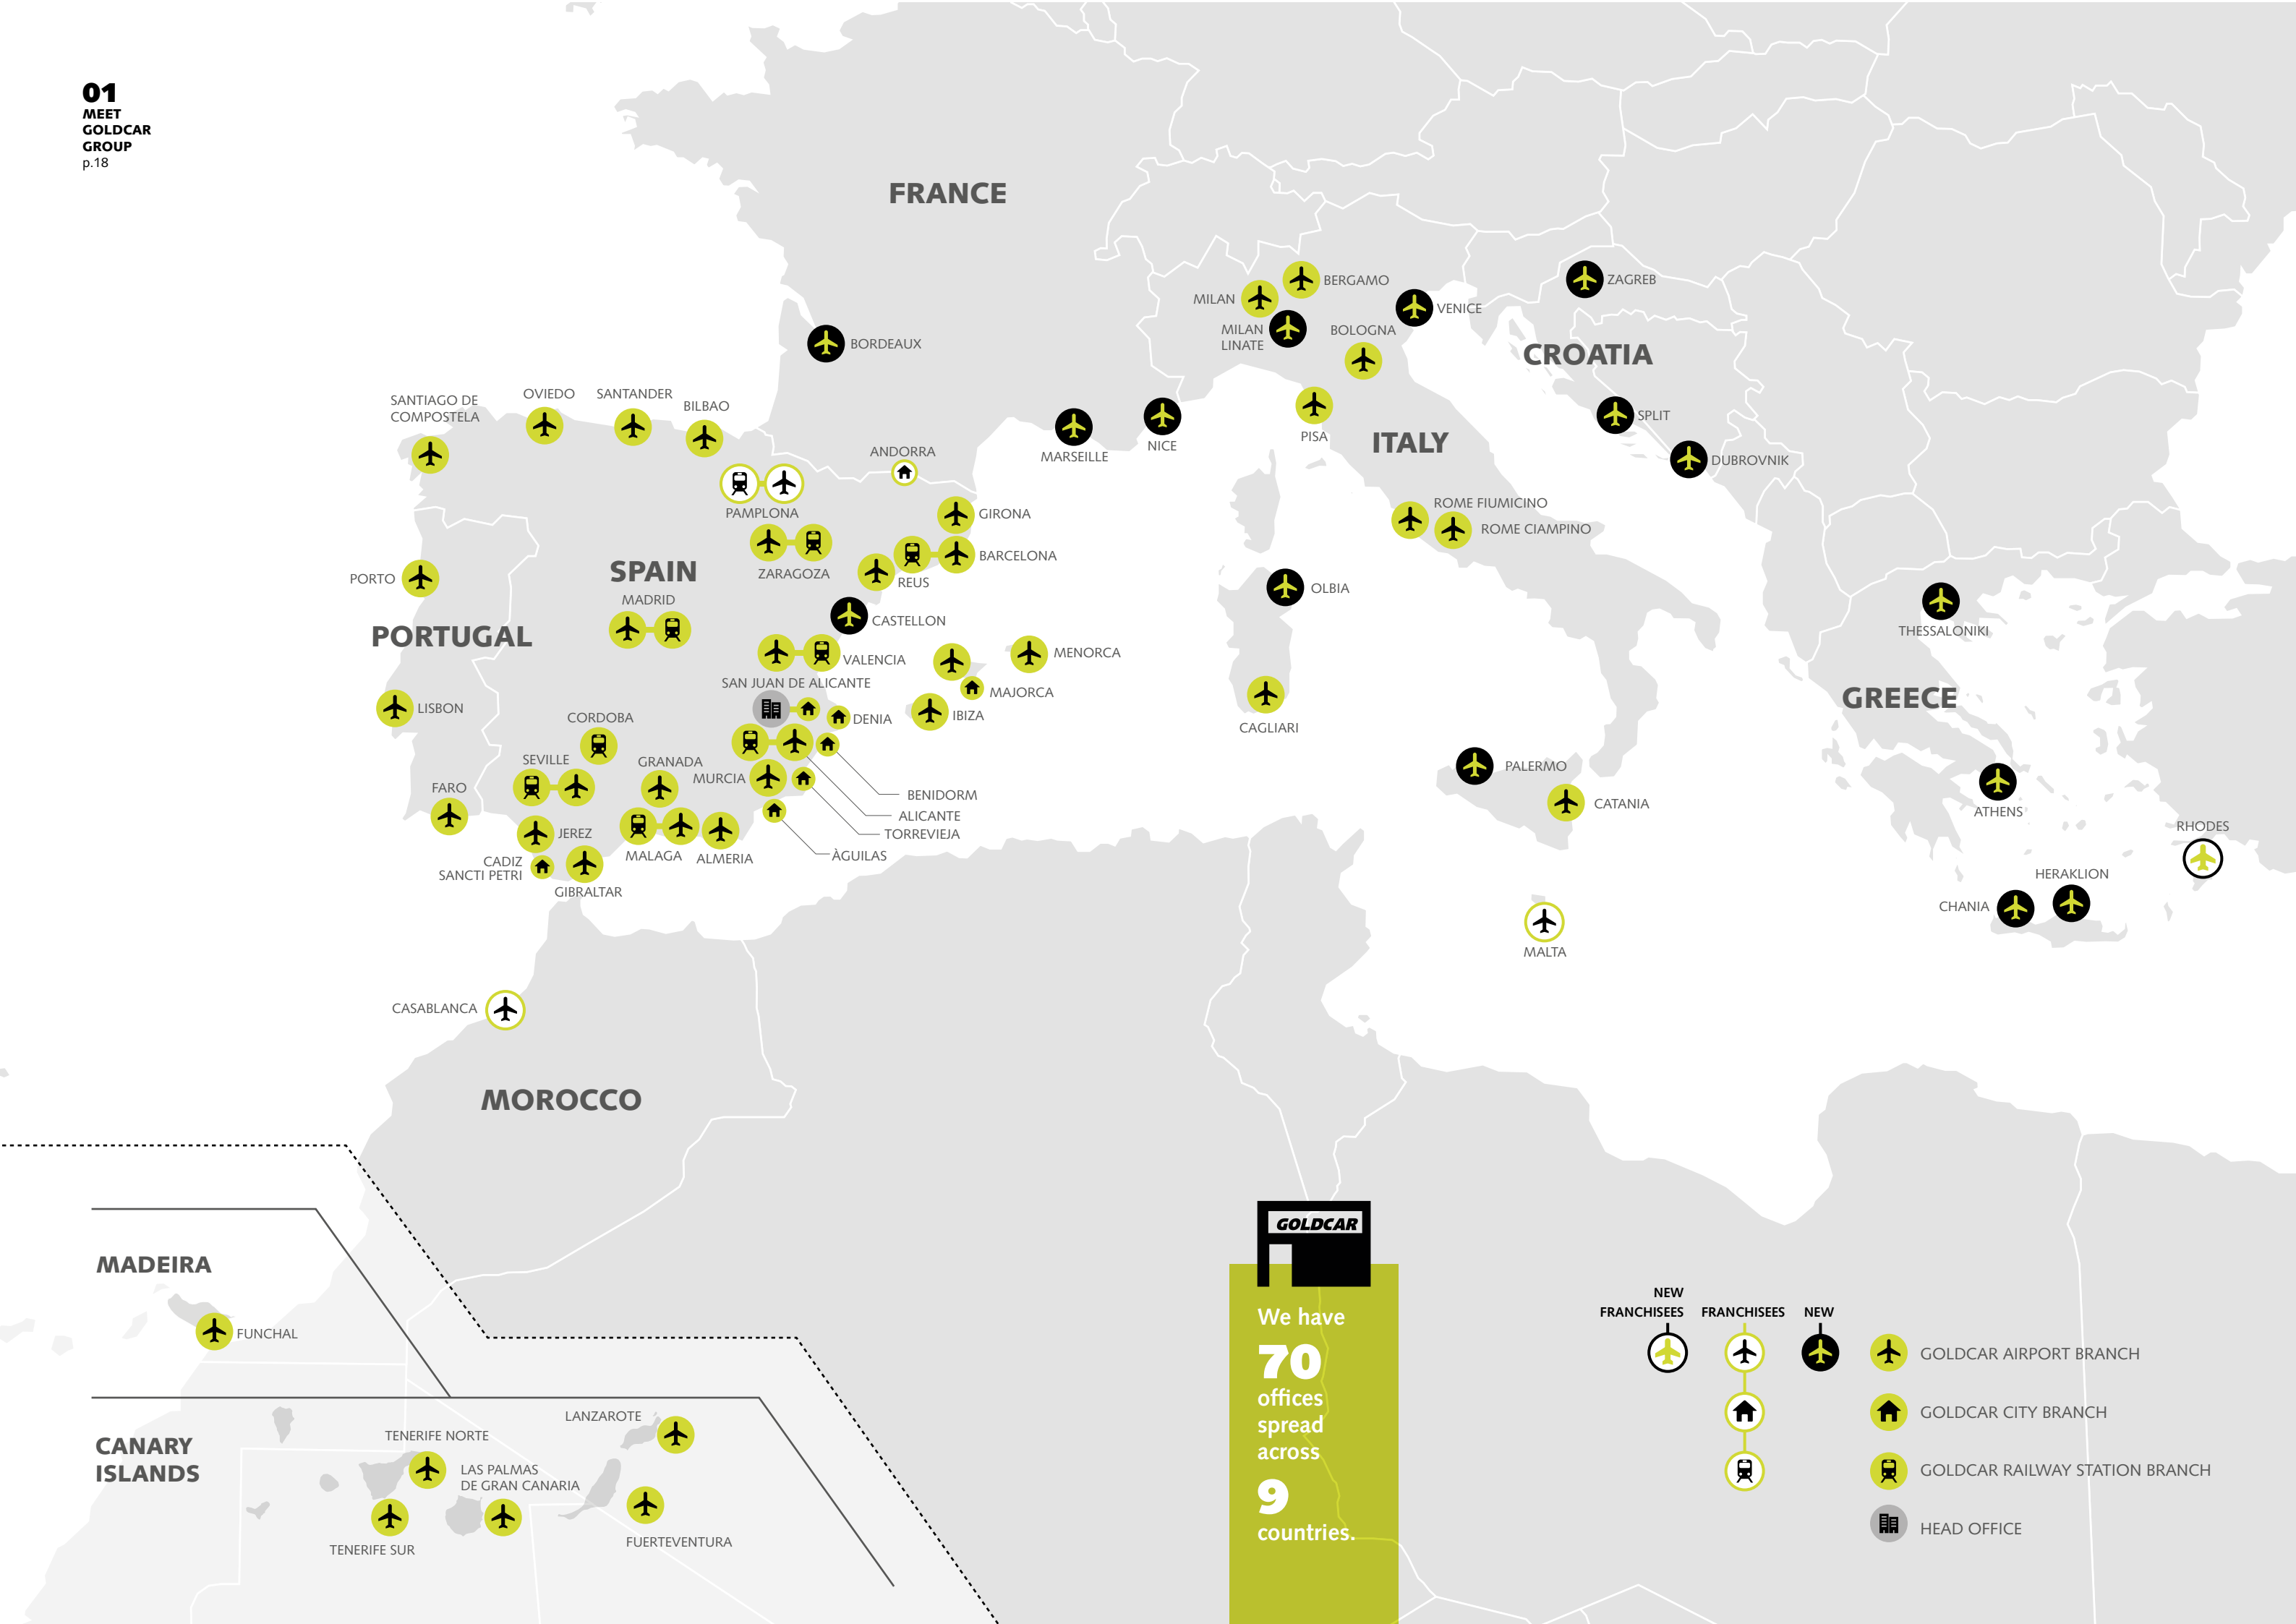 01
MEET
GOLDCAR
GROUP
p.18
FRANCE
BERGAMO
ZAGREB
MILAN
VENICE
MILAN
LINATE
BOLOGNA
BORDEAUX
CROATIA
SANTIAGO DE
COMPOSTELA
OVIEDO
SANTANDER
BILBAO
SPLIT
PISA
ITALY
NICE
MARSEILLE
ANDORRA
DUBROVNIK
PAMPLONA
GIRONA
ROME FIUMICINO
ROME CIAMPINO
BARCELONA
SPAIN
ZARAGOZA
REUS
PORTO
MADRID
OLBIA
CASTELLON
THESSALONIKI
PORTUGAL
VALENCIA
MENORCA
SAN JUAN DE ALICANTE
MAJORCA
GREECE
LISBON
CORDOBA
DENIA
IBIZA
CAGLIARI
SEVILLE
GRANADA
MURCIA
PALERMO
FARO
BENIDORM
CATANIA
ALICANTE
ATHENS
JEREZ
TORREVIEJA
RHODES
MALAGA
ALMERIA
ÀGUILAS
CADIZ
SANCTI PETRI
GIBRALTAR
HERAKLION
CHANIA
MALTA
CASABLANCA
MOROCCO
GOLDCAR
MADEIRA
FUNCHAL
We have
70
offices
spread
across
9
countries.
NEW
FRANCHISEES
FRANCHISEES
NEW
GOLDCAR AIRPORT BRANCH
GOLDCAR CITY BRANCH
GOLDCAR RAILWAY STATION BRANCH
HEAD OFFICE
CANARY
ISLANDS
LANZAROTE
TENERIFE NORTE
LAS PALMAS
DE GRAN CANARIA
FUERTEVENTURA
TENERIFE SUR